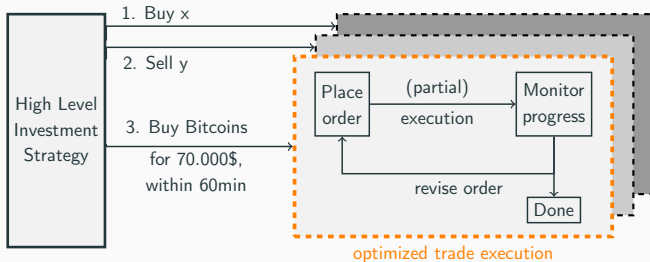 1. Buy x
2. Sell y
High Level
Investment
Strategy
3. Buy Bitcoins
for 70.000$,
within 60min
Place
order
(partial)
execution
Monitor
progress
revise order
Done
optimized trade execution